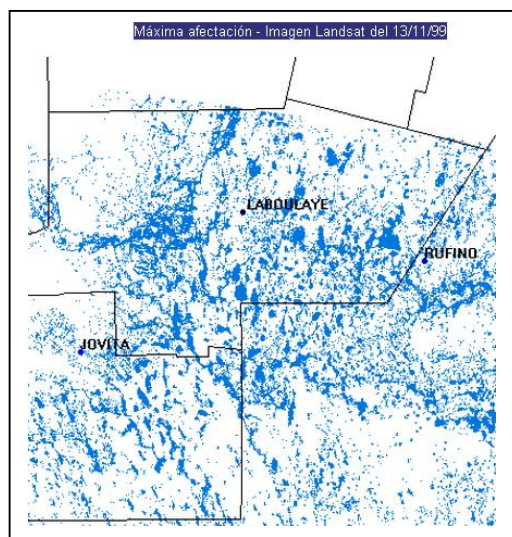 Máxima afectación - Imagen Landsat del 13/11/99
LABOULAYE
RUFINO
JOVITA